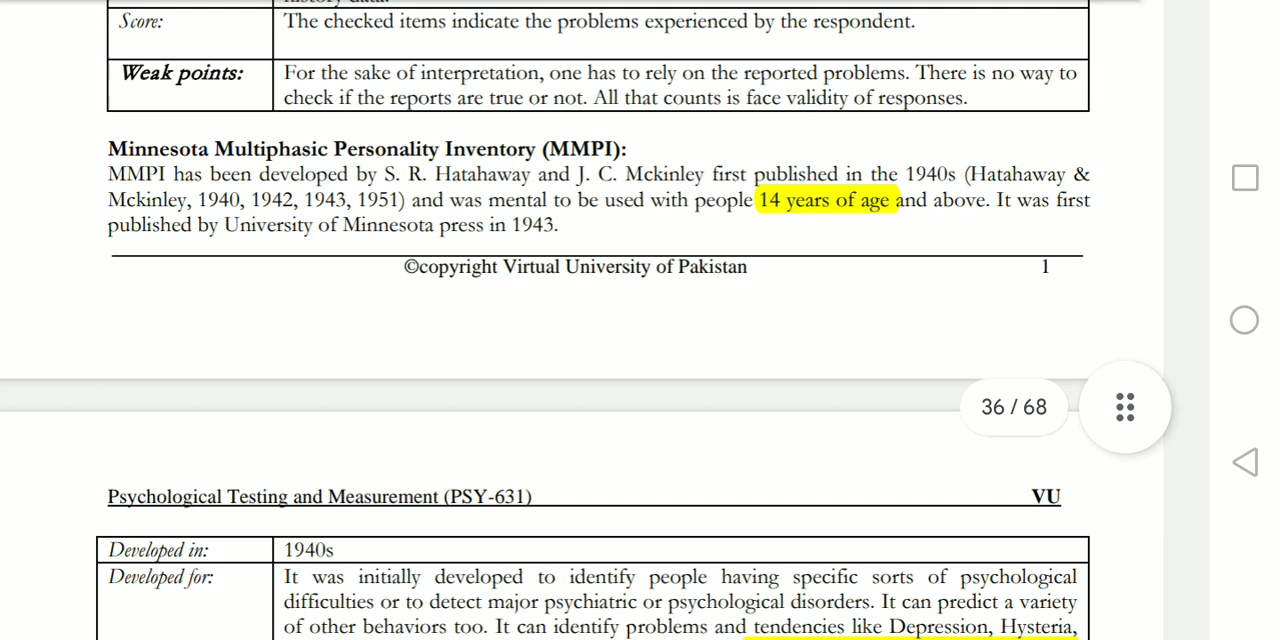 Score:
The checked items indicate the problems experienced by the respondent.
Weak points:
For the sake of interpretation, one has to rely on the reported problems. There is no way to
check if the reports are true or not. All that counts is face validity of responses.
Minnesota Multiphasic Personality Inventory (MMPI):
MMPI has been developed by S. R. Hatahaway and J. C. Mckinley first published in the 1940s (Hatahaway &
Mckinley, 1940, 1942, 1943, 1951) and was mental to be used with people 14 years of age and above. It was first
published by University of Minnesota press in 1943.
©copyright Virtual University of Pakistan 1
36 / 68
Psychological Testing and Measurement (PSY-631) VU
Developed in:
1940s
Developed for:
It was initially developed to identify people having specific sorts of psychological
difficulties or to detect major psychiatric or psychological disorders. It can predict a variety
of other behaviors too. It can identify problems and tendencies like Depression, Hysteria,